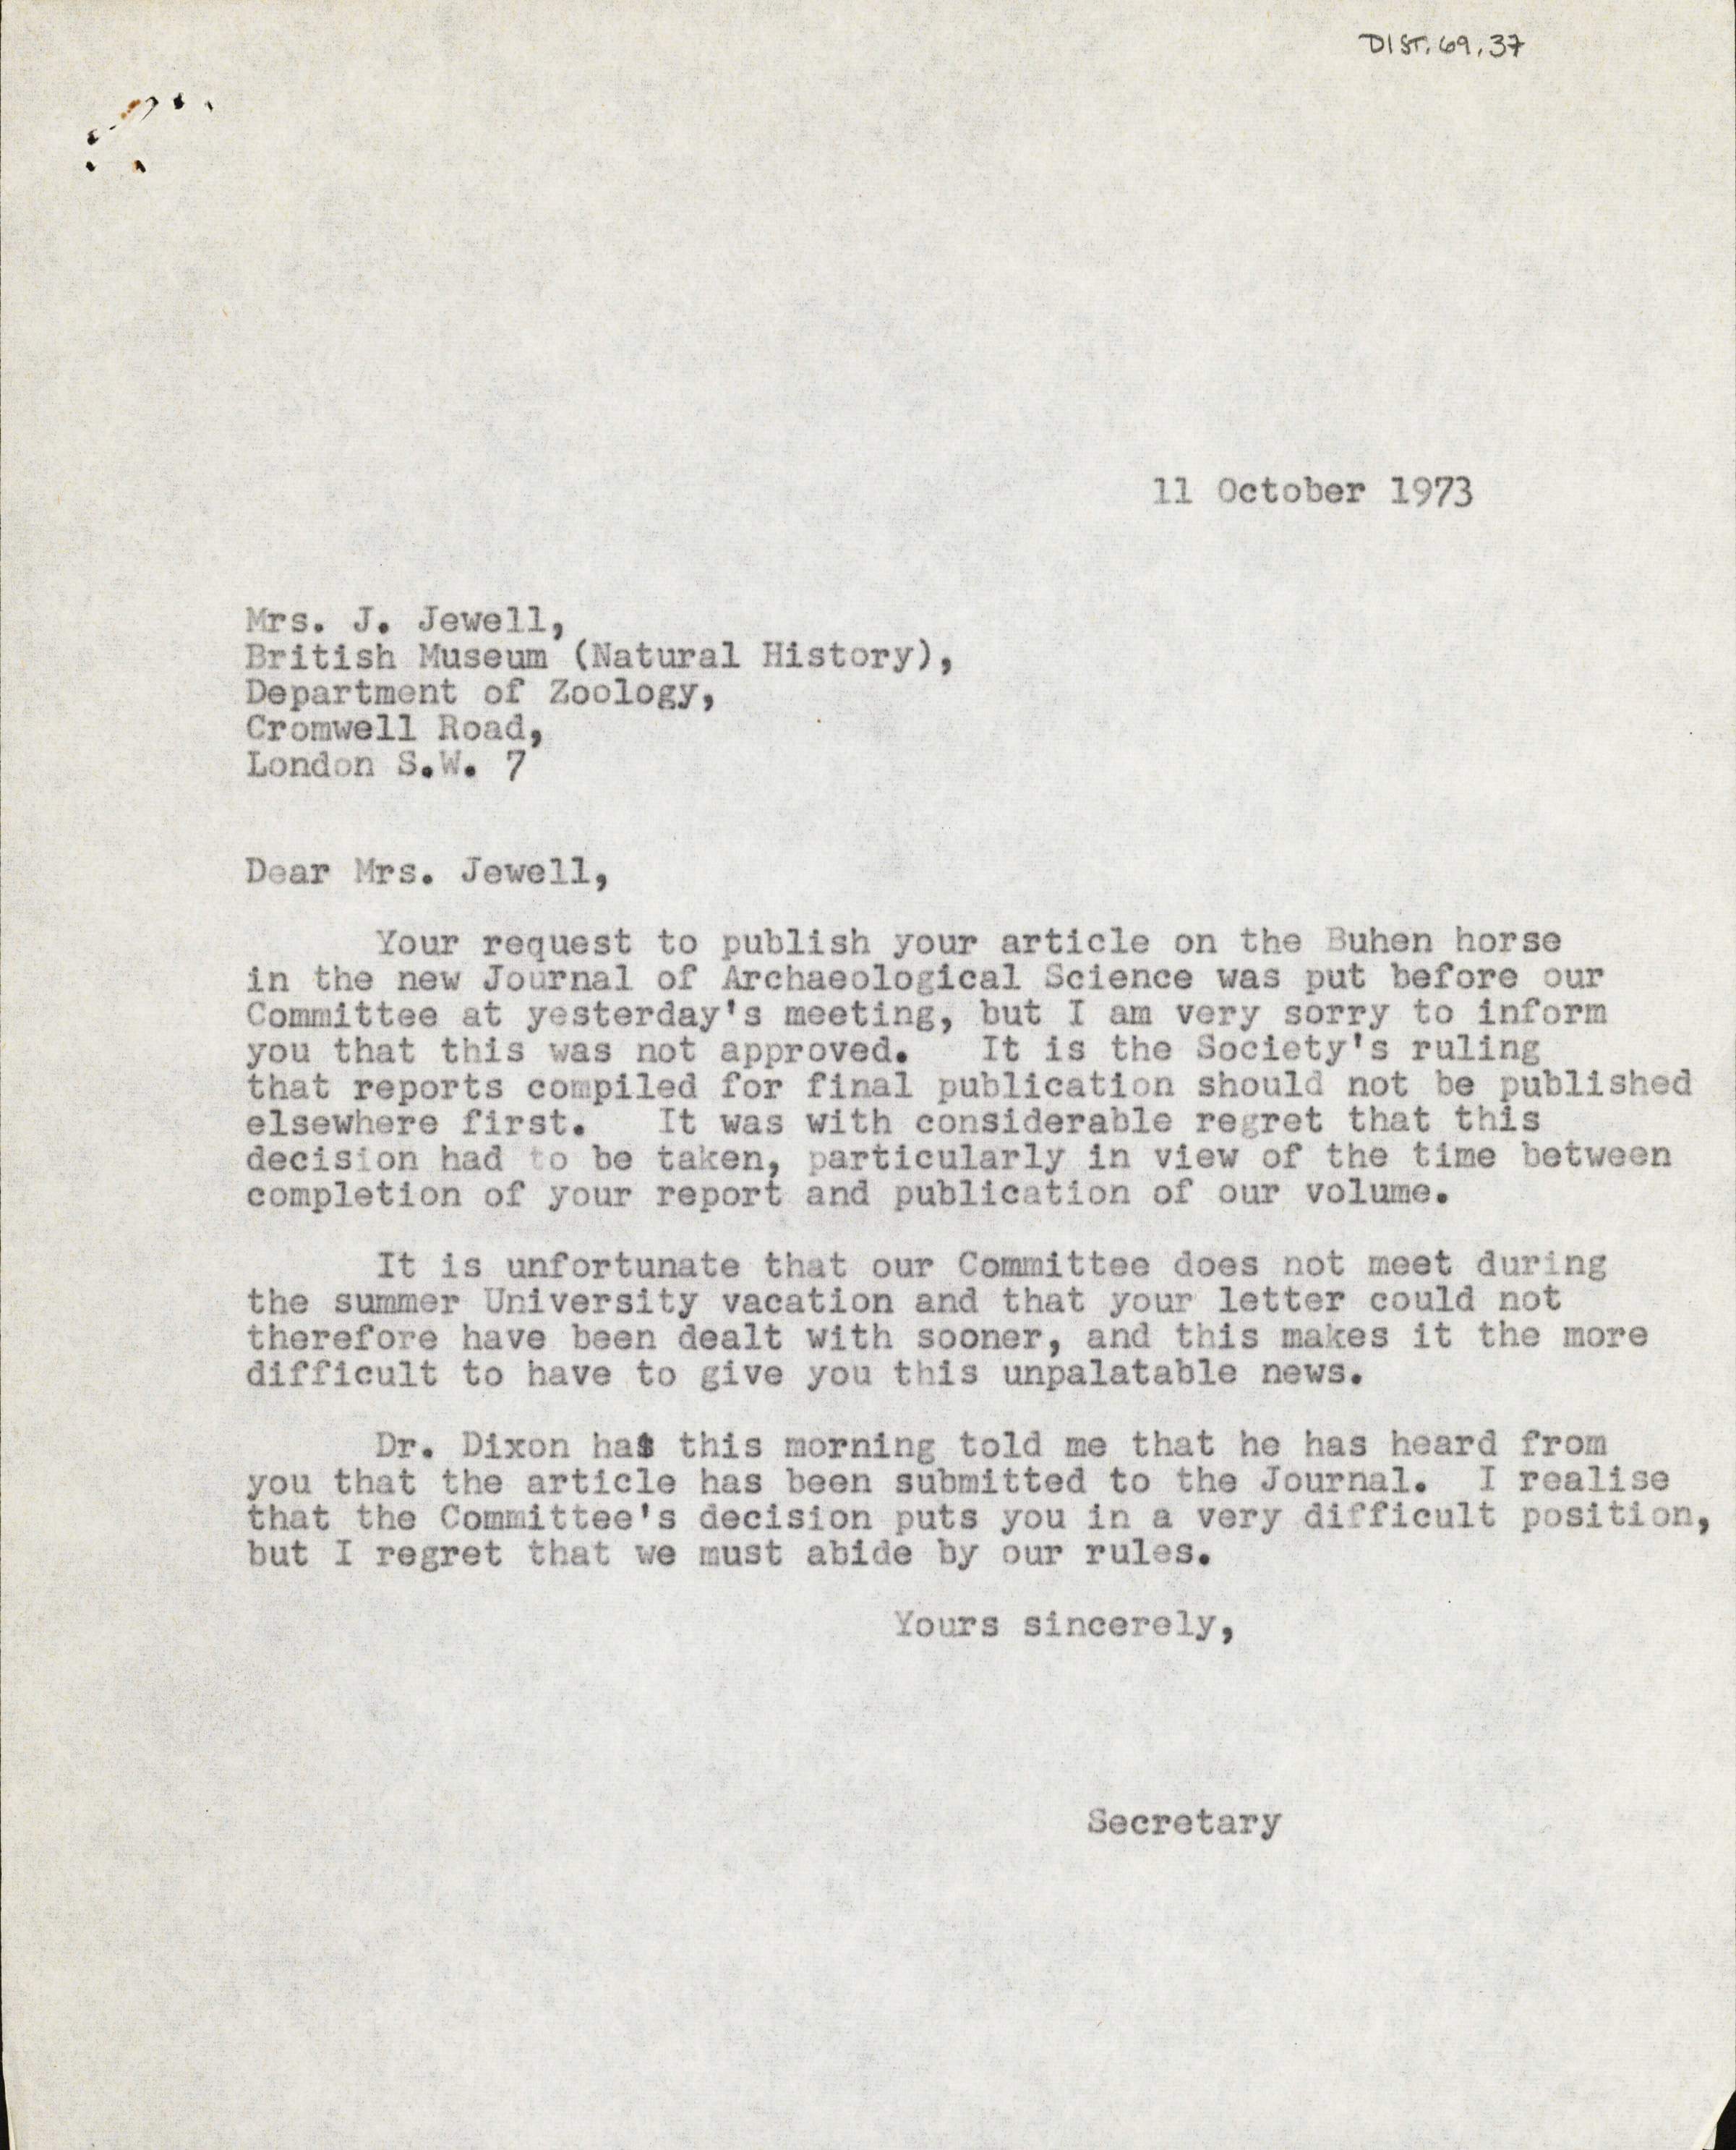 DIST.69.37
11 October 1973
Mrs. J. Jewell,
British Museum (Natural History),
Department of Zoology,
Cromwell Road,
London S.W. 7
Dear Mrs. Jewell,
Your request to publish your article on the Buhen horse
in the new Journal of Archaeological Science was put before our
Committee at yesterday's meeting, but I am very sorry to inform
you that this was not approved. It is the Society's ruling
that reports compiled for final publication should not be published
elsewhere first. It was with considerable regret that this
decision had to be taken, particularly in view of the time between
completion of your report and publication of our volume.
It is unfortunate that our Committee does not meet during
the summer University vacation and that your letter could not
therefore have been dealt with sooner, and this makes it the more
difficult to have to give you this unpalatable news.
Dr. Dixon has this morning told me that he has heard from
you that the article has been submitted to the Journal. I realise
that the Committee's decision puts you in a very difficult position,
but I regret that we must abide by our rules.
Yours sincerely,
Secretary